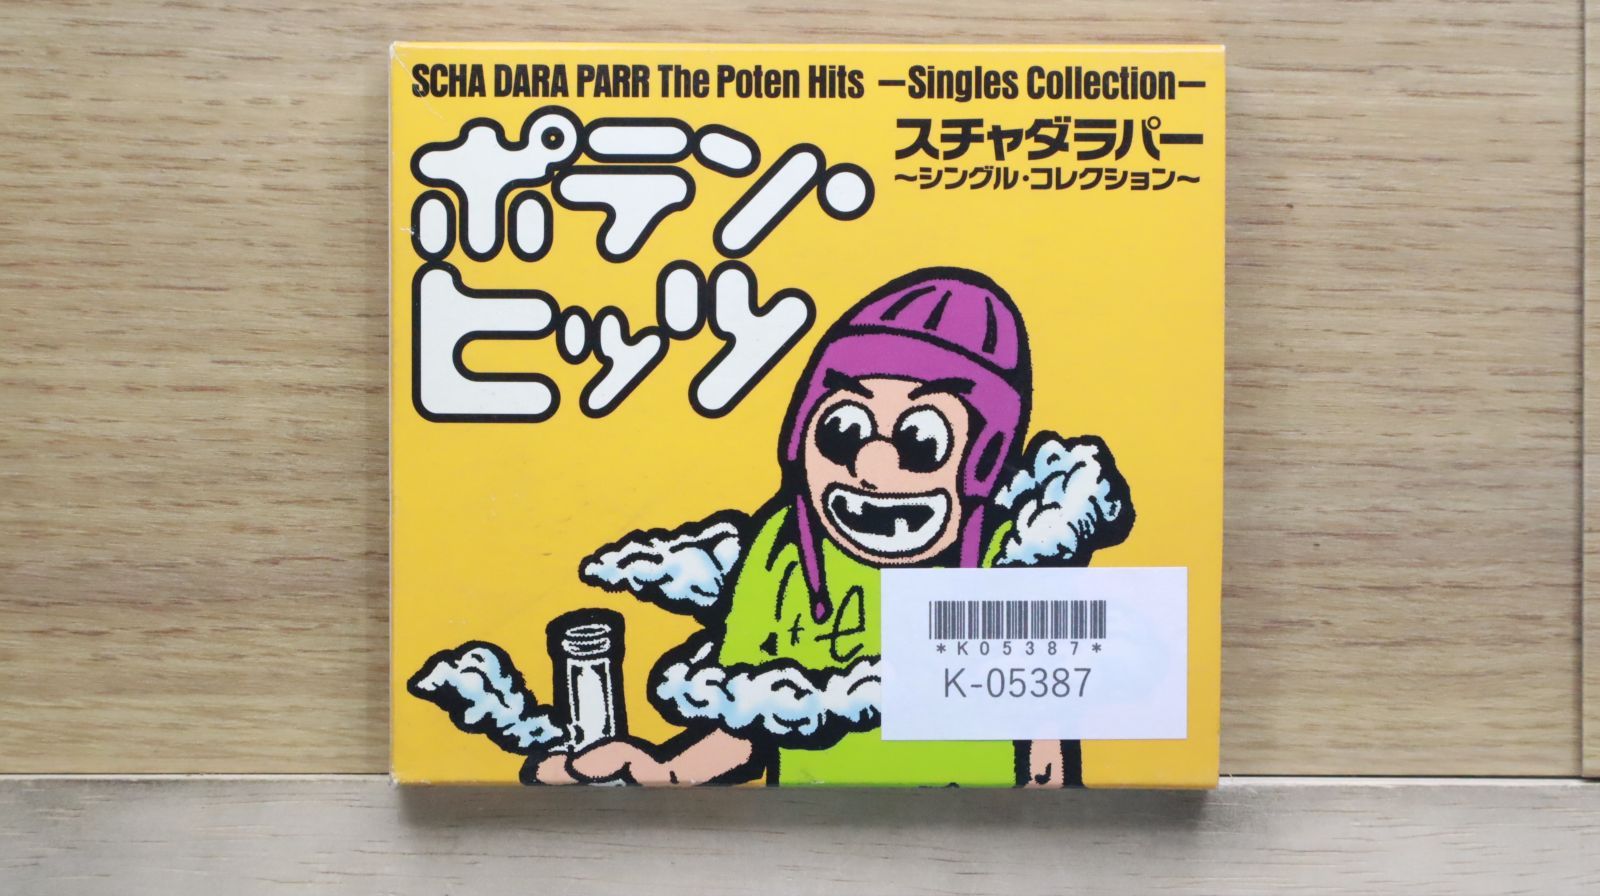 SCHA DARA PARR The Poten Hits —Singles Collection—
ポテン・
ヒッツ
スチャダラパー
～シングル・コレクション～
te
*K05387*
K-05387